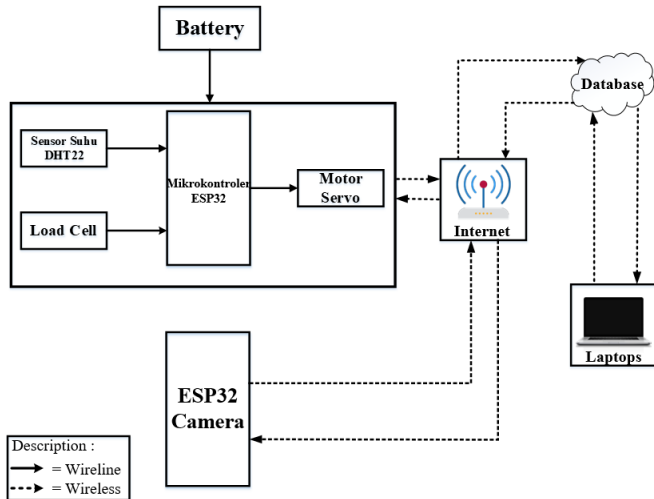 Battery
Database
Sensor Suhu
DHT22
Mikrokontroler
ESP32
Motor
Servo
Load Cell
Internet
Laptops
ESP32
Camera
Description :
= Wireline
= Wireless